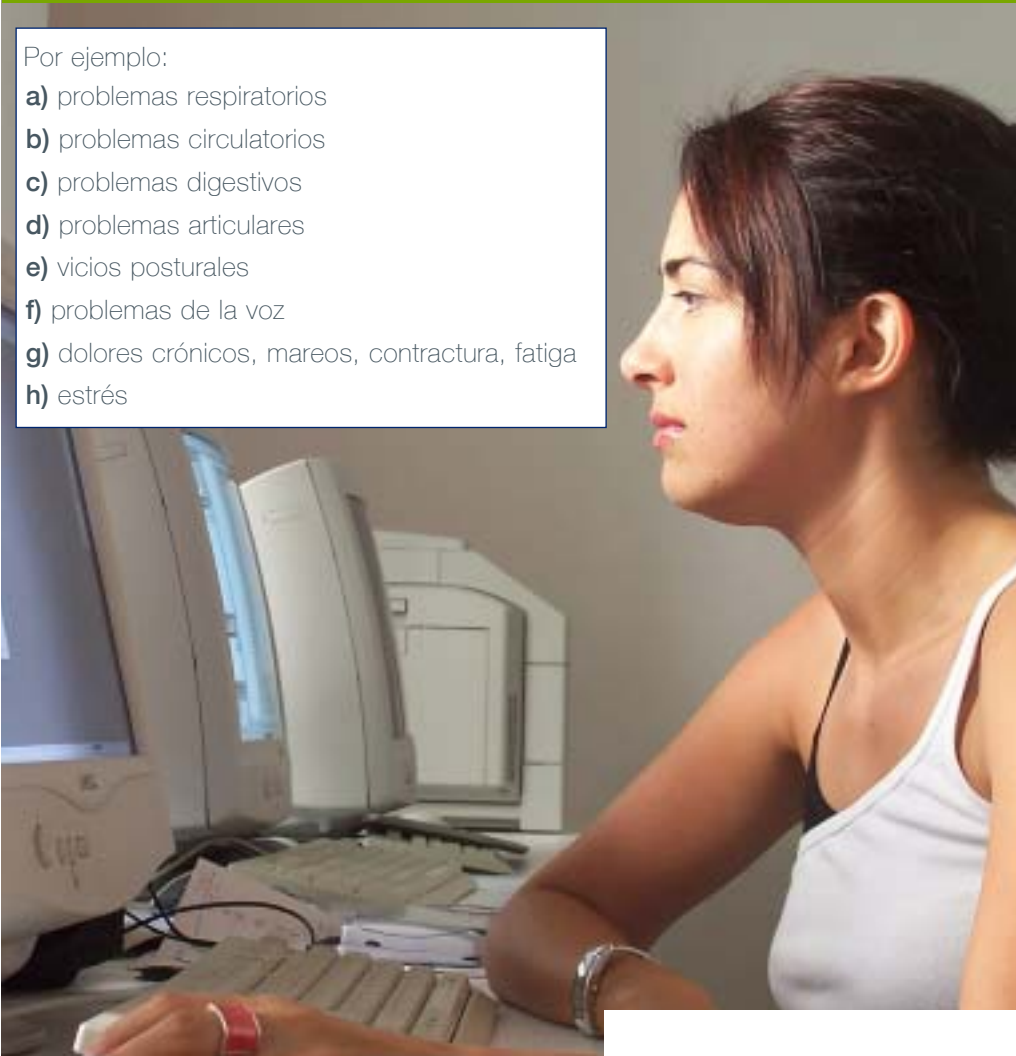 Por ejemplo:
a) problemas respiratorios
b) problemas circulatorios
c) problemas digestivos
d) problemas articulares
e) vicios posturales
f) problemas de la voz
g) dolores crónicos, mareos, contractura, fatiga
h) estrés